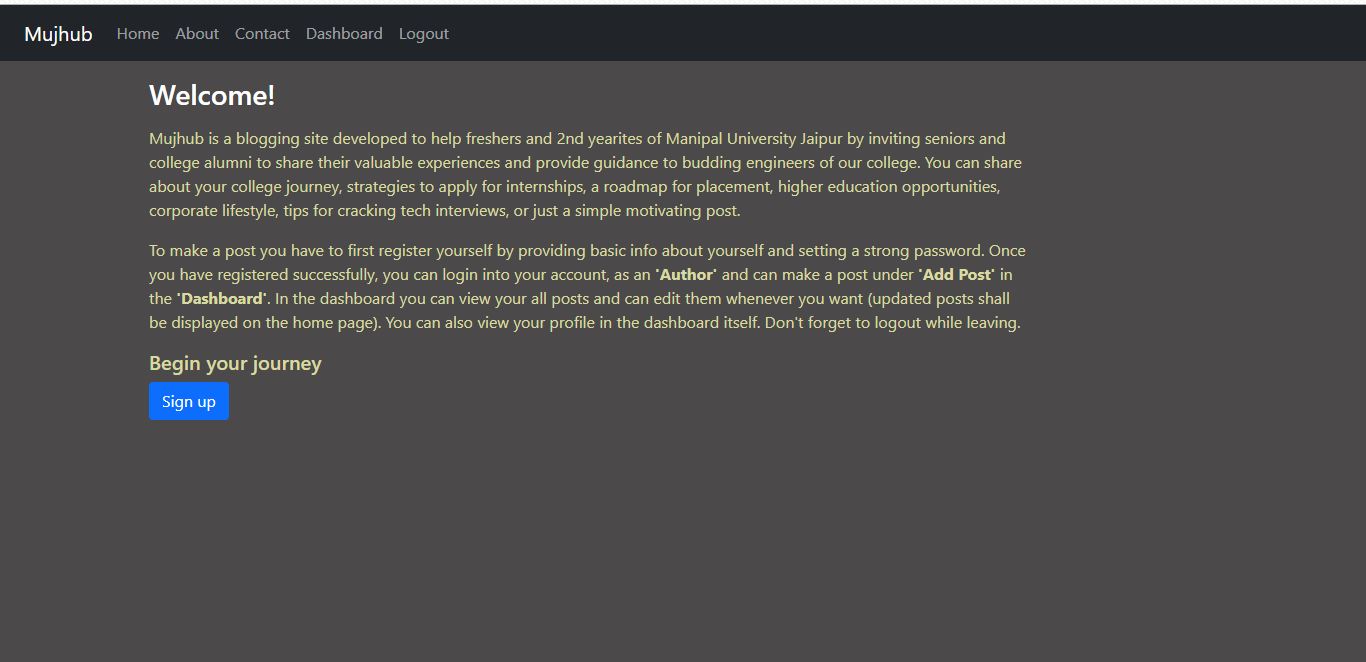 Mujhub Home About Contact Dashboard Logout
Welcome!
Mujhub is a blogging site developed to help freshers and 2nd yearites of Manipal University Jaipur by inviting seniors and
college alumni to share their valuable experiences and provide guidance to budding engineers of our college. You can share
about your college journey, strategies to apply for internships, a roadmap for placement, higher education opportunities,
corporate lifestyle, tips for cracking tech interviews, or just a simple motivating post.
To make a post you have to first register yourself by providing basic info about yourself and setting a strong password. Once
you have registered successfully, you can login into your account, as an 'Author' and can make a post under 'Add Post' in
the 'Dashboard'. In the dashboard you can view your all posts and can edit them whenever you want (updated posts shall
be displayed on the home page). You can also view your profile in the dashboard itself. Don't forget to logout while leaving.
Begin your journey
Sign up